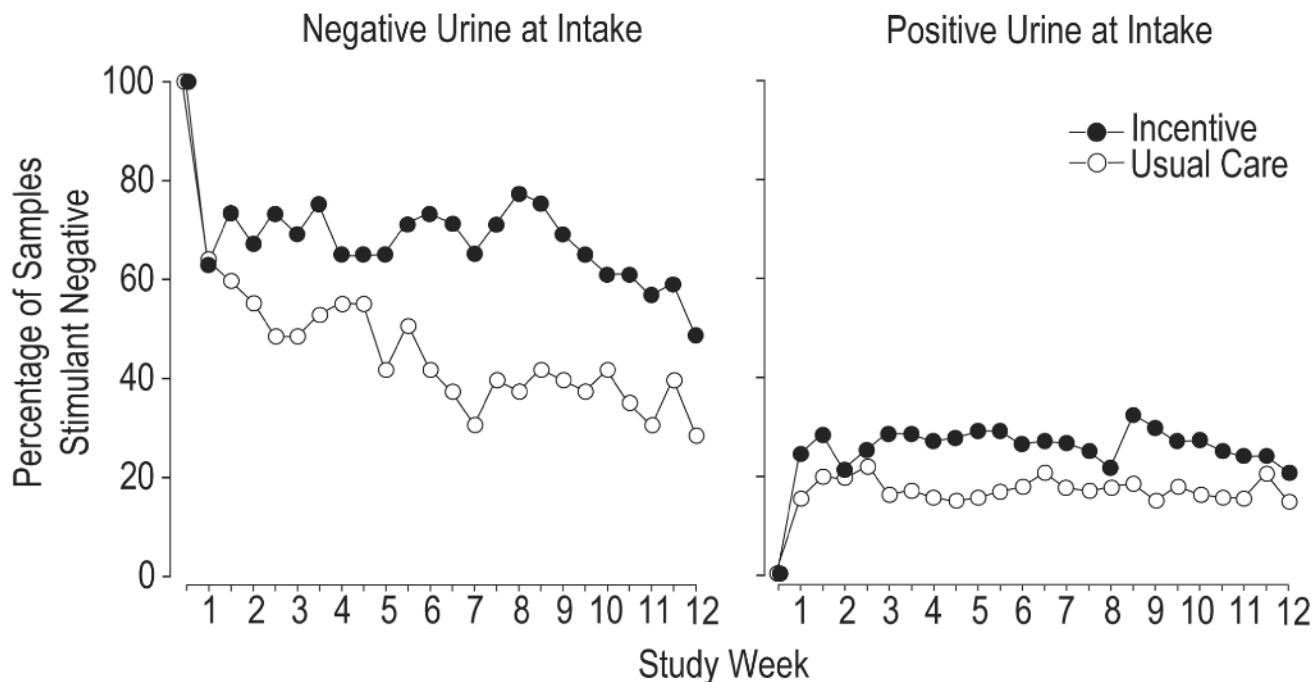 Negative Urine at Intake
Positive Urine at Intake
Incentive
Usual Care
Percentage of Samples
Stimulant Negative
100
80
60
40
20
0
1 2 3 4 5 6 7 8 9 10 11 12
1 2 3 4 5 6 7 8 9 10 11 12
Study Week